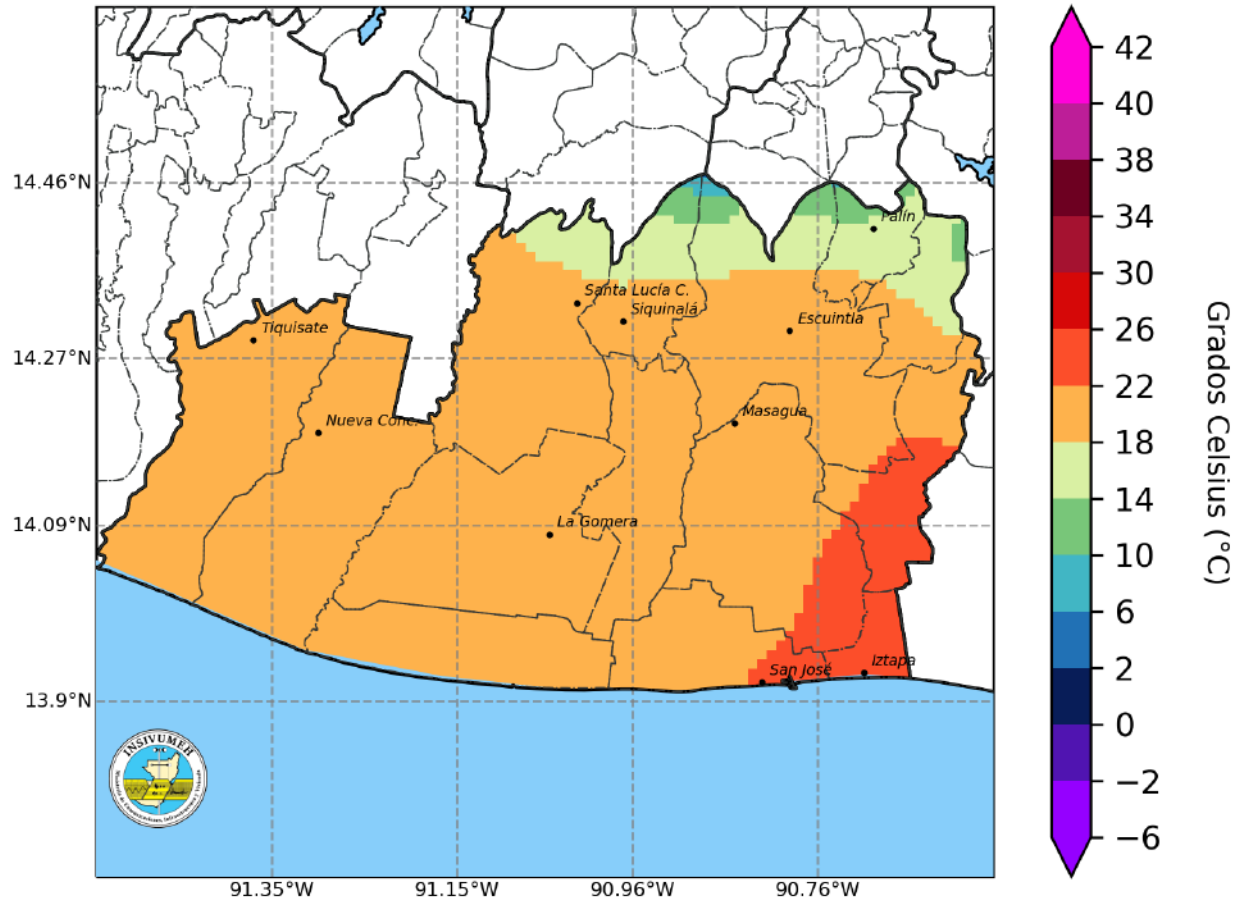 14.46°N
14.27°N
14.09°N
13.9°N
Palín
Santa Lucía C.
Siquinalá
Escuintla
Tiquisate
Nueva Conc.
Masagua
La Gomera
San José
Iztapa
INSIVUMEH
91.35°W
91.15°W
90.96°W
90.76°W
42
40
38
34
30
26
22
18
14
10
6
2
0
−2
−6
Grados Celsius (°C)